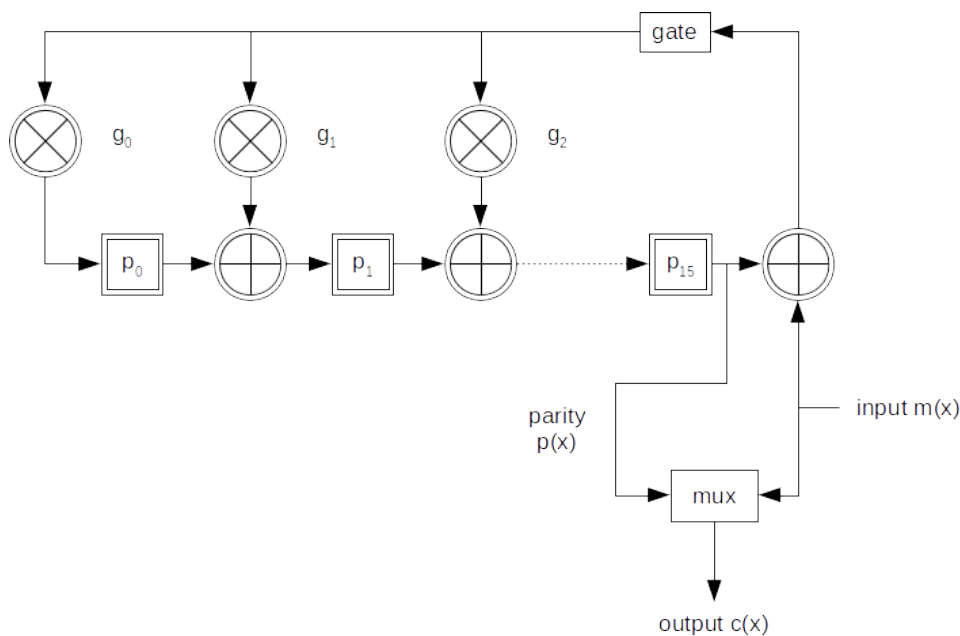 gate
g₀
g₁
g₂
p₀
p₁
p₁₅
input m(x)
parity
p(x)
mux
output c(x)